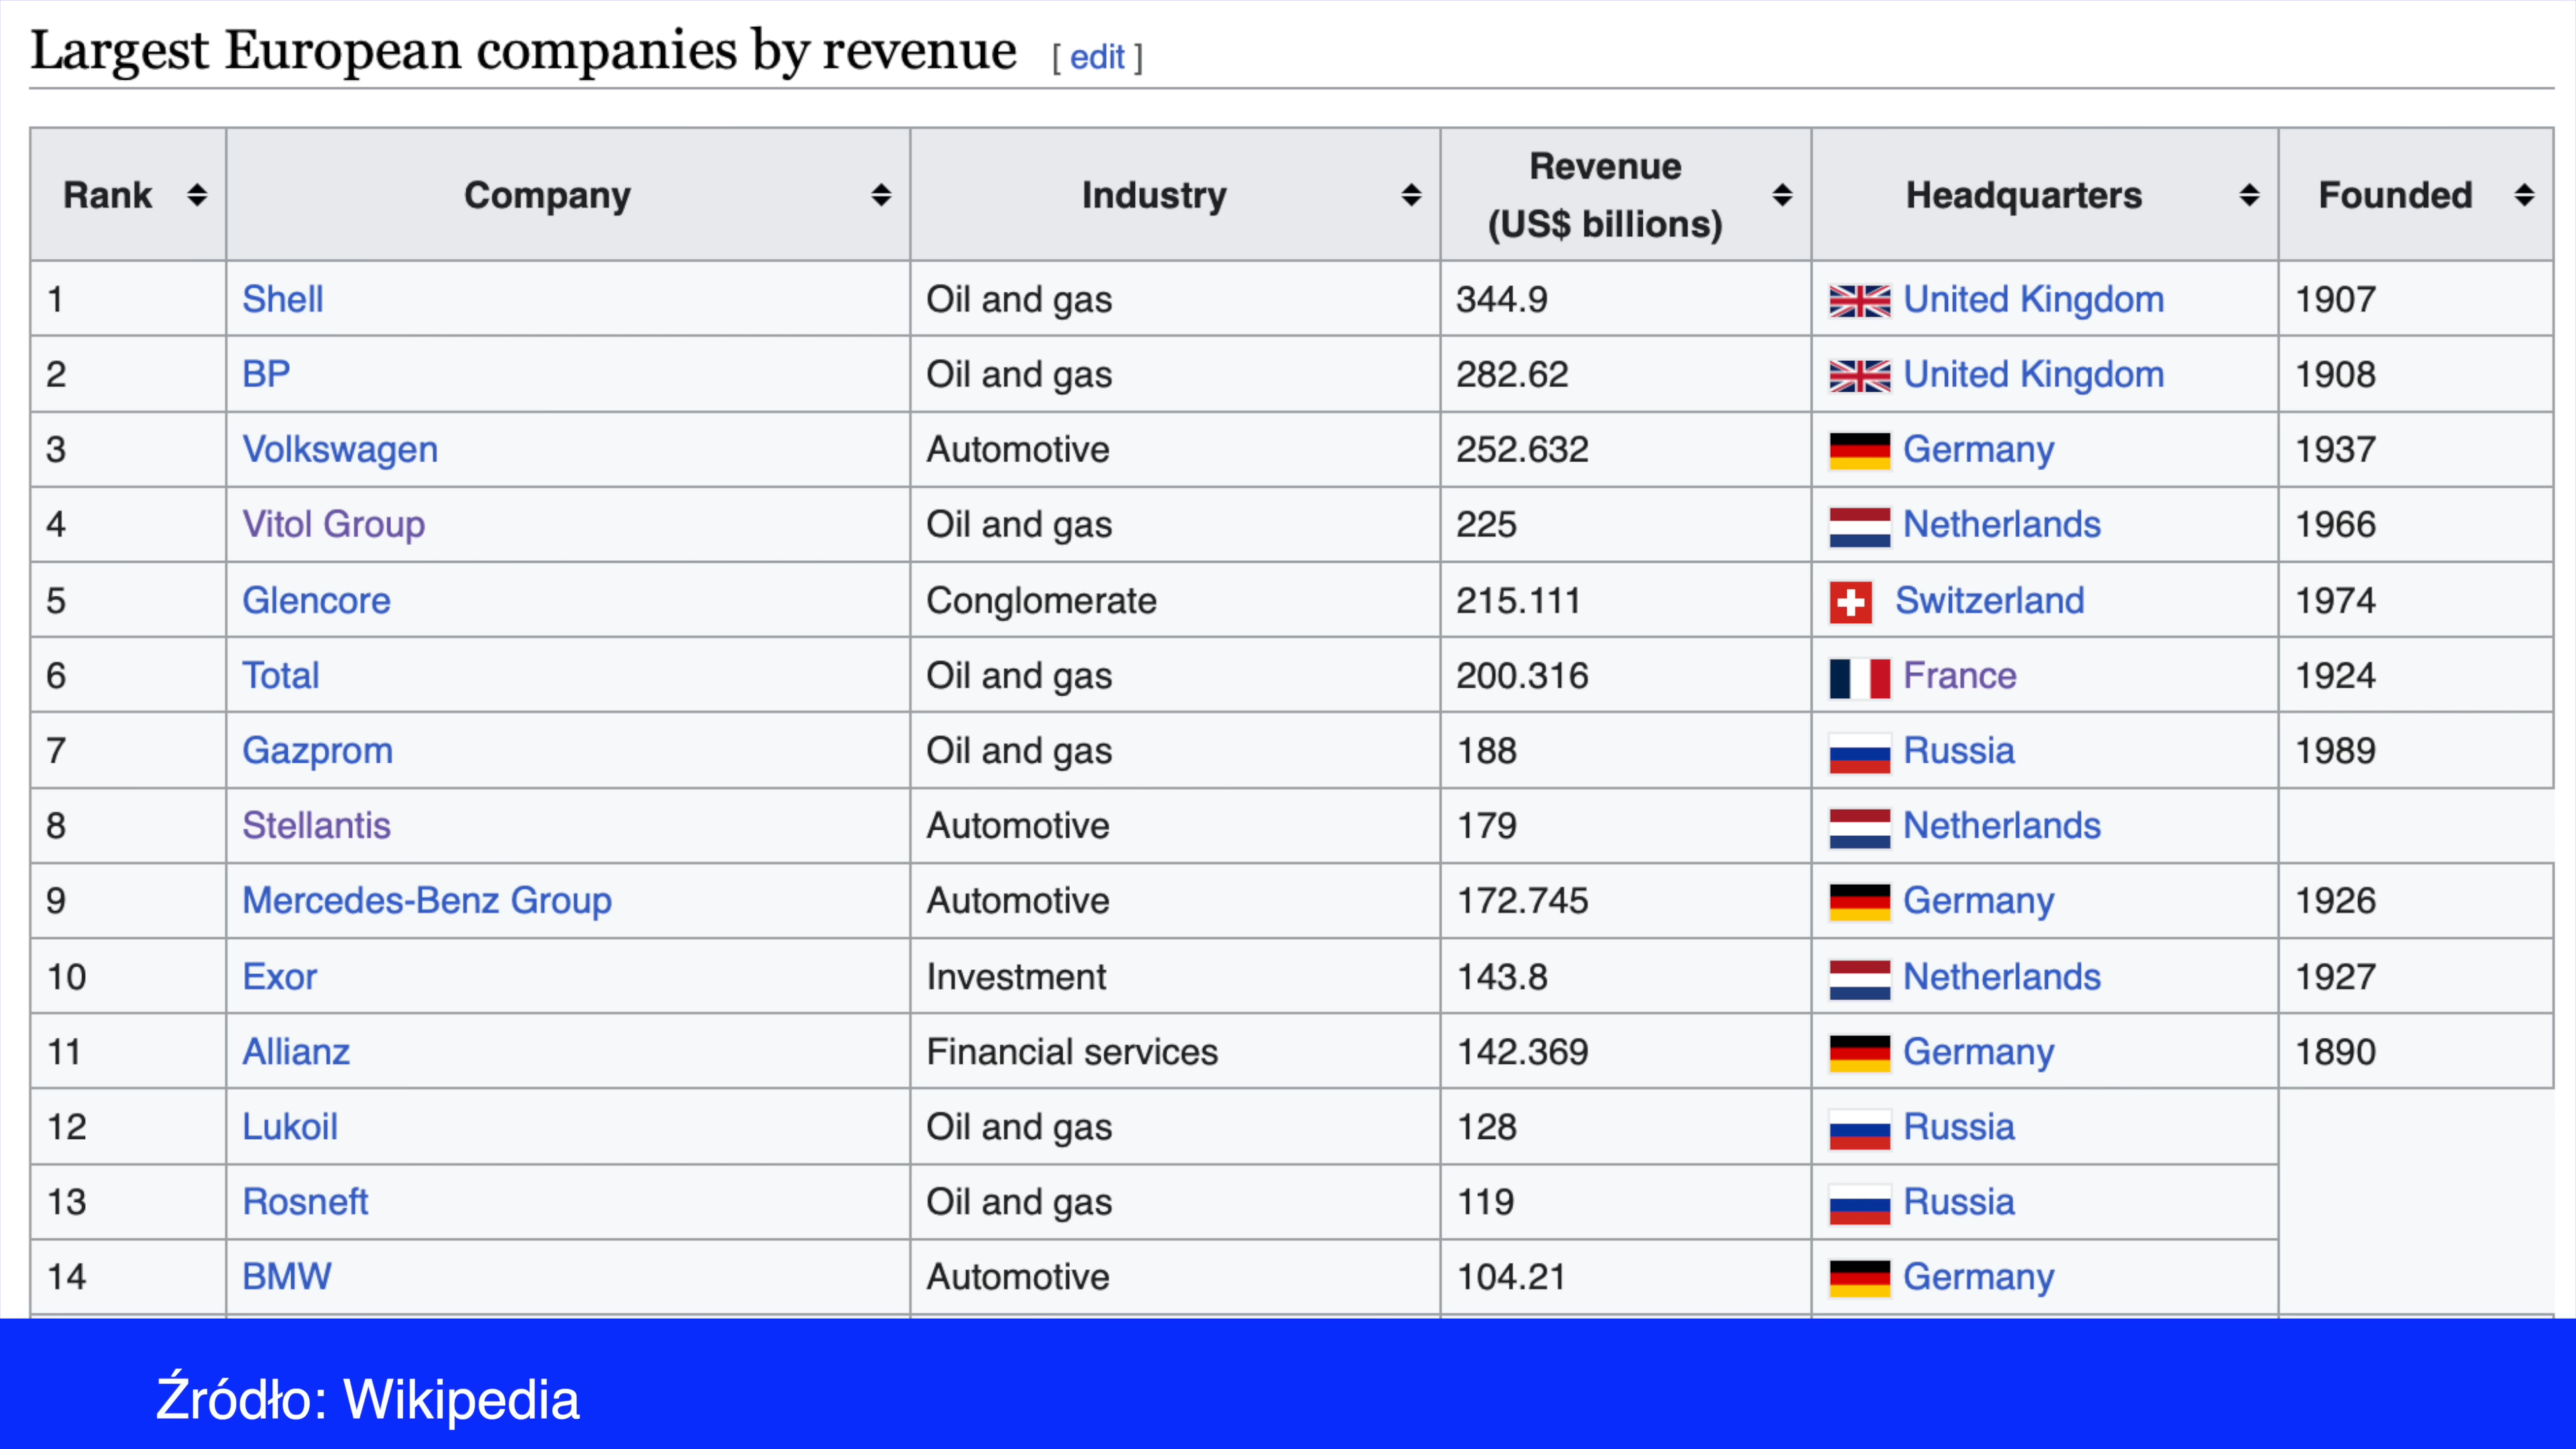 Largest European companies by revenue [ edit ]
Rank Company Industry Revenue (US$ billions) Headquarters Founded
1 Shell Oil and gas 344.9 United Kingdom 1907
2 BP Oil and gas 282.62 United Kingdom 1908
3 Volkswagen Automotive 252.632 Germany 1937
4 Vitol Group Oil and gas 225 Netherlands 1966
5 Glencore Conglomerate 215.111 Switzerland 1974
6 Total Oil and gas 200.316 France 1924
7 Gazprom Oil and gas 188 Russia 1989
8 Stellantis Automotive 179 Netherlands
9 Mercedes-Benz Group Automotive 172.745 Germany 1926
10 Exor Investment 143.8 Netherlands 1927
11 Allianz Financial services 142.369 Germany 1890
12 Lukoil Oil and gas 128 Russia
13 Rosneft Oil and gas 119 Russia
14 BMW Automotive 104.21 Germany
Źródło: Wikipedia